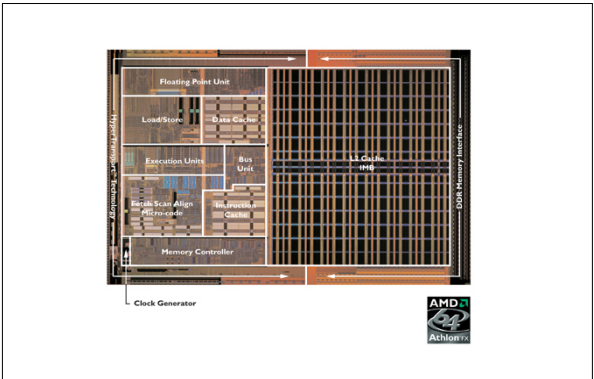 Floating Point Unit
Load/Store
Data Cache
HyperTransport™ Technology
Execution Units
Bus
Unit
L2 Cache
1MB
DDR Memory Interface
Fetch Scan Align
Micro-code
Instruction
Cache
Memory Controller
Clock Generator
AMD
64
Athlon FX